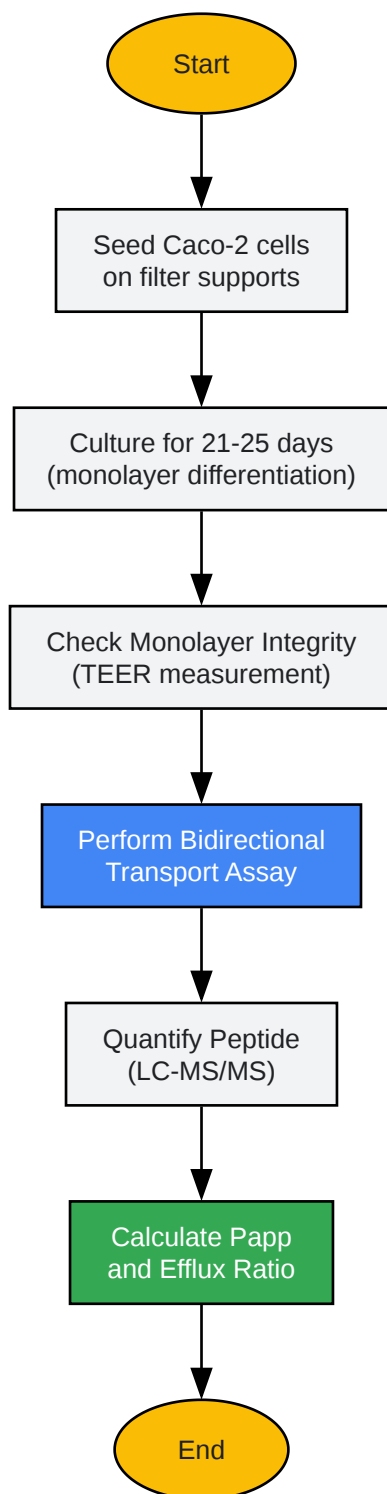 Start
Seed Caco-2 cells
on filter supports
Culture for 21-25 days
(monolayer differentiation)
Check Monolayer Integrity
(TEER measurement)
Perform Bidirectional
Transport Assay
Quantify Peptide
(LC-MS/MS)
Calculate Papp
and Efflux Ratio
End